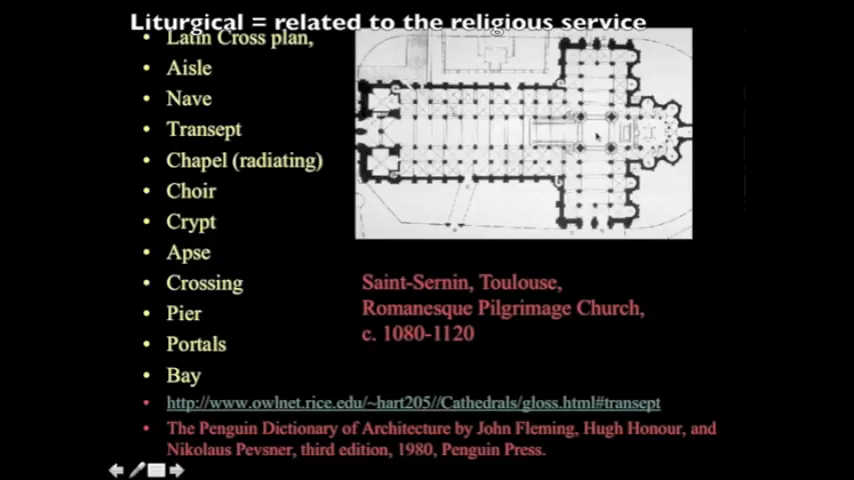 Liturgical = related to the religious service
• Latin Cross plan,
• Aisle
• Nave
• Transept
• Chapel (radiating)
• Choir
• Crypt
• Apse
• Crossing
• Pier
• Portals
• Bay
Saint-Sernin, Toulouse,
Romanesque Pilgrimage Church,
c. 1080-1120
• http://www.owlnet.rice.edu/~hart205//Cathedrals/gloss.html#transept
• The Penguin Dictionary of Architecture by John Fleming, Hugh Honour, and
Nikolaus Pevsner, third edition, 1980, Penguin Press.